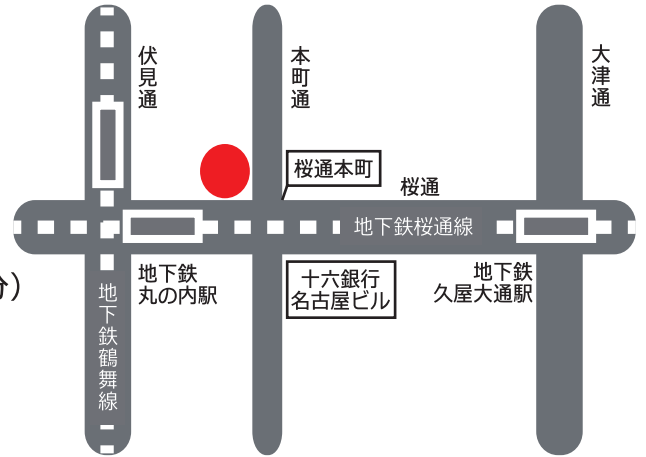 伏見通
本町通
大津通
桜通本町
桜通
地下鉄桜通線
地下鉄
丸の内駅
十六銀行
名古屋ビル
地下鉄
久屋大通駅
分）
地下鉄鶴舞線